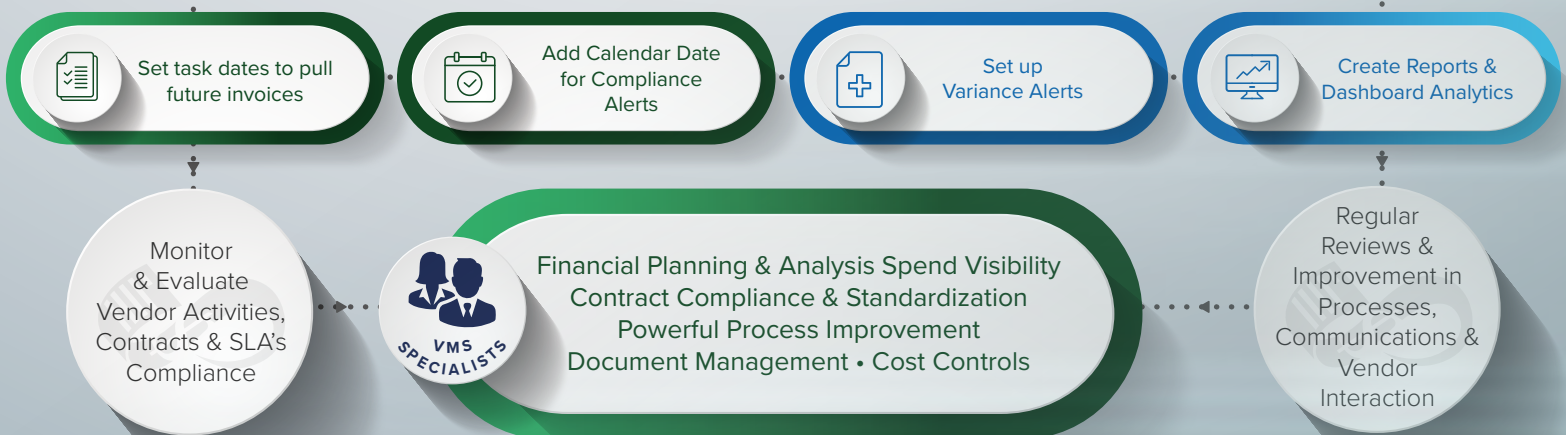 Set task dates to pull
future invoices
Add Calendar Date
for Compliance
Alerts
Set up
Variance Alerts
Create Reports &
Dashboard Analytics
Monitor
& Evaluate
Vendor Activities,
Contracts & SLA’s
Compliance
VMS
SPECIALISTS
Financial Planning & Analysis Spend Visibility
Contract Compliance & Standardization
Powerful Process Improvement
Document Management • Cost Controls
Regular
Reviews &
Improvement in
Processes,
Communications &
Vendor
Interaction